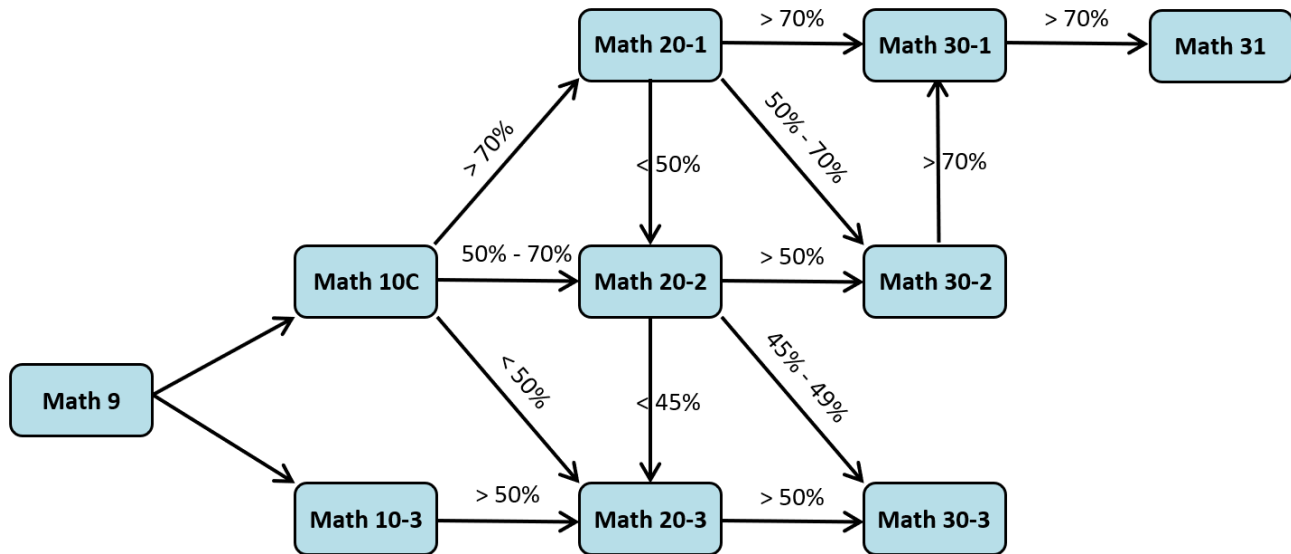 > 70%
> 70%
Math 20-1
Math 30-1
Math 31
50% - 70%
> 70%
< 50%
> 70%
50% - 70%
> 50%
Math 10C
Math 20-2
Math 30-2
45% - 49%
< 50%
< 45%
Math 9
> 50%
> 50%
Math 10-3
Math 20-3
Math 30-3